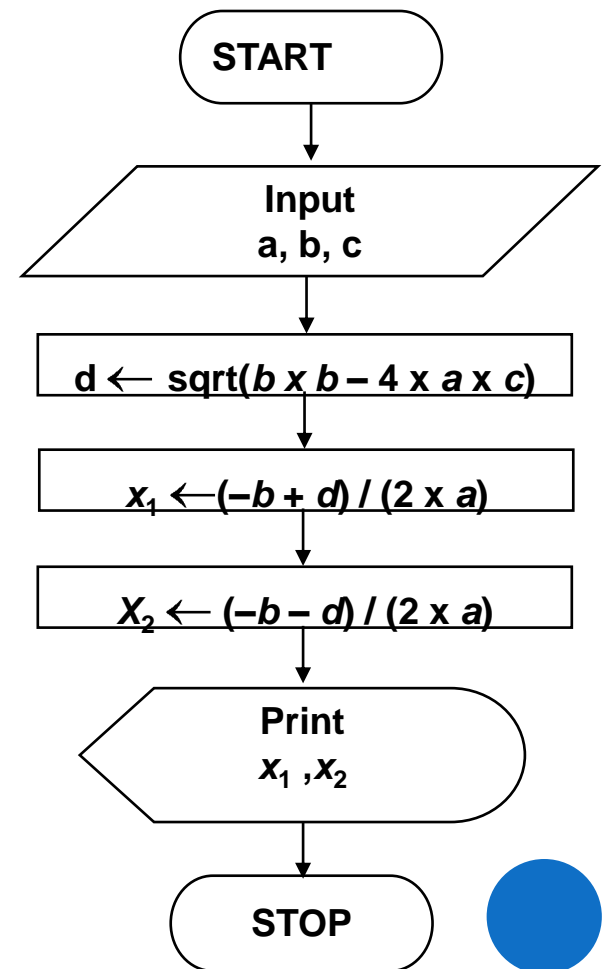 START
Input
a, b, c
d ← sqrt(b x b – 4 x a x c)
x₁ ←(–b + d) / (2 x a)
X₂ ← (–b – d) / (2 x a)
Print
x₁ ,x₂
STOP